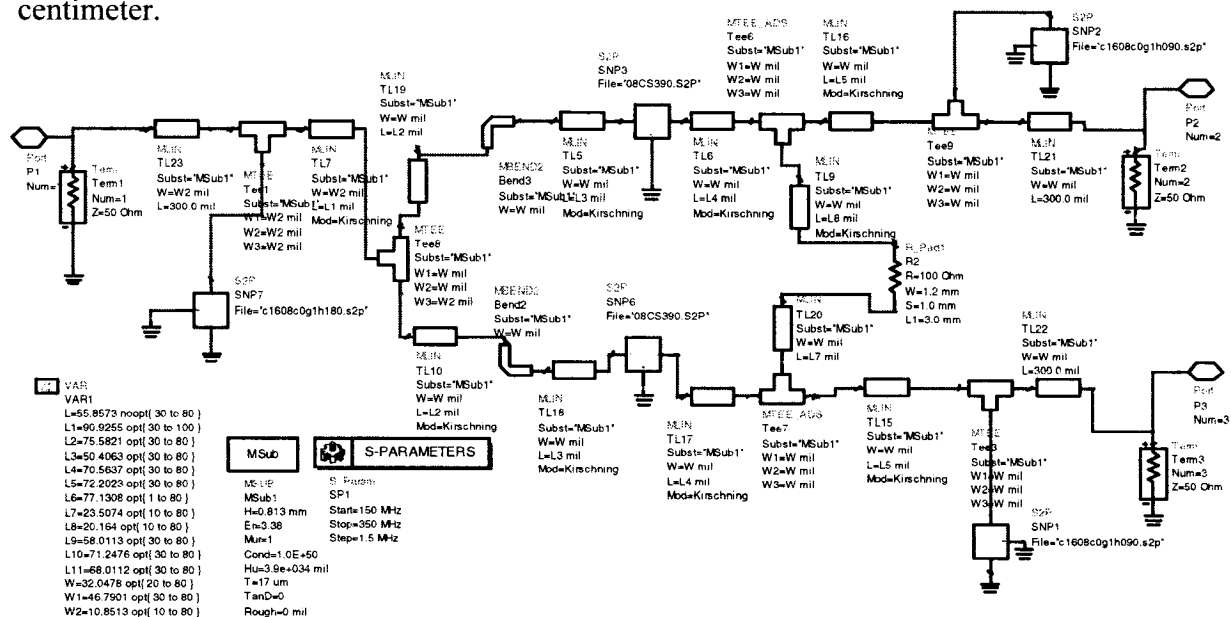 centimeter.
S2P
SNP2
File="c1608c0g1h090.s2p"
MTEE_ADS
Tee6
Subst="MSub1"
W1=W mil
W2=W mil
W3=W mil
MLIN
TL16
Subst="MSub1"
W=W mil
L=L5 mil
Mod=Kirschning
S2P
SNP3
File="08CS390.S2P"
MLIN
TL19
Subst="MSub1"
W=W mil
L=L2 mil
Port
P1
Num=
Term
Term1
Num=1
Z=50 Ohm
MLIN
TL23
Subst="MSub1"
W=W2 mil
L=300.0 mil
MTEE
Tee1
Subst="MSub1"
W1=W2 mil
W2=W2 mil
W3=W2 mil
MLIN
TL7
Subst="MSub1"
W=W2 mil
L=L1 mil
Mod=Kirschning
MBEND2
Bend3
Subst="MSub1"
W=W mil
MLIN
TL5
Subst="MSub1"
W=W mil
L=L3 mil
Mod=Kirschning
MLIN
TL6
Subst="MSub1"
W=W mil
L=L4 mil
Mod=Kirschning
MLIN
TL9
Subst="MSub1"
W=W mil
L=L8 mil
Mod=Kirschning
Tee9
Subst="MSub1"
W1=W mil
W2=W mil
W3=W mil
MLIN
TL21
Subst="MSub1"
W=W mil
L=300.0 mil
Port
P2
Num=2
Term
Term2
Num=2
Z=50 Ohm
MTEE
Tee8
Subst="MSub1"
W1=W mil
W2=W mil
W3=W2 mil
R_Pad1
R2
R=100 Ohm
W=1.2 mm
S=1.0 mm
L1=3.0 mm
S2P
SNP7
File="c1608c0g1h180.s2p"
MBEND2
Bend2
Subst="MSub1"
W=W mil
S2P
SNP6
File="08CS390.S2P"
MLIN
TL20
Subst="MSub1"
W=W mil
L=L7 mil
MLIN
TL22
Subst="MSub1"
W=W mil
L=300.0 mil
MLIN
TL10
Subst="MSub1"
W=W mil
L=L2 mil
Mod=Kirschning
MLIN
TL18
Subst="MSub1"
W=W mil
L=L3 mil
Mod=Kirschning
MLIN
TL17
Subst="MSub1"
W=W mil
L=L4 mil
Mod=Kirschning
MTEE_ADS
Tee7
Subst="MSub1"
W1=W mil
W2=W mil
W3=W mil
MLIN
TL15
Subst="MSub1"
W=W mil
L=L5 mil
Mod=Kirschning
MTEE
Tee3
Subst="MSub1"
W1=W mil
W2=W mil
W3=W mil
Port
P3
Num=3
Term
Term3
Num=3
Z=50 Ohm
S2P
SNP1
File="c1608c0g1h090.s2p"
VAR
VAR1
L=55.8573 noopt{ 30 to 80 }
L1=90.9255 opt{ 30 to 100 }
L2=75.5821 opt{ 30 to 80 }
L3=50.4063 opt{ 30 to 80 }
L4=70.5637 opt{ 30 to 80 }
L5=72.2023 opt{ 30 to 80 }
L6=77.1308 opt{ 1 to 80 }
L7=23.5074 opt{ 10 to 80 }
L8=20.164 opt{ 10 to 80 }
L9=58.0113 opt{ 30 to 80 }
L10=71.2476 opt{ 30 to 80 }
L11=68.0112 opt{ 30 to 80 }
W=32.0478 opt{ 20 to 80 }
W1=46.7901 opt{ 30 to 80 }
W2=10.8513 opt{ 10 to 80 }
MSub
MSUB
MSub1
H=0.813 mm
Er=3.38
Mur=1
Cond=1.0E+50
Hu=3.9e+034 mil
T=17 um
TanD=0
Rough=0 mil
S-PARAMETERS
S_Param
SP1
Start=150 MHz
Stop=350 MHz
Step=1.5 MHz